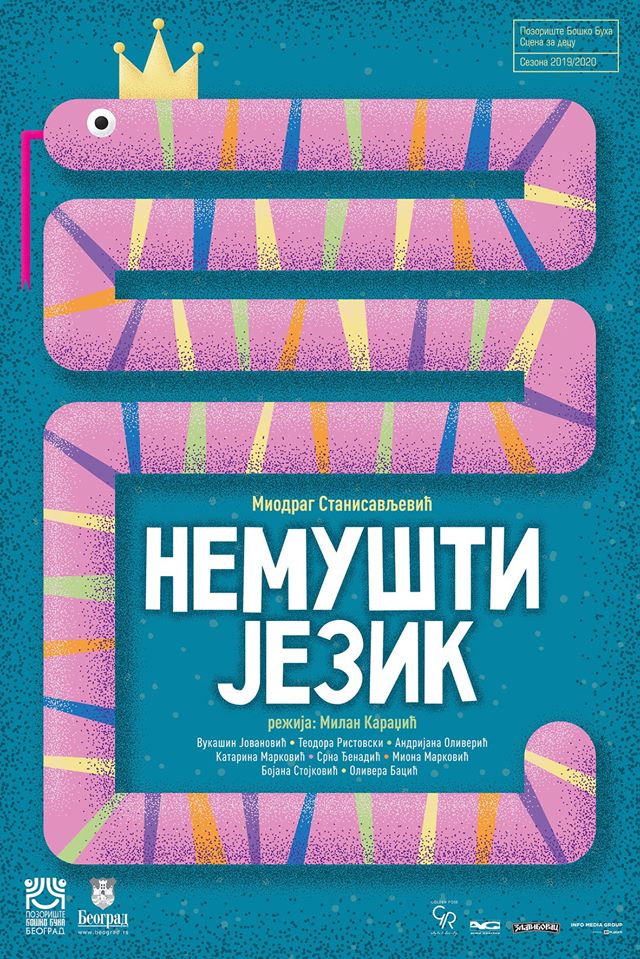 Позориште Бошко Буха
Сцена за децу
Сезона 2019/2020
Миодраг Станисављевић
НЕМУШТИ
ЈЕЗИК
режија: Милан Караџић
Вукашин Јовановић • Теодора Ристовски • Андријана Оливерић
Катарина Марковић • Срна Ђенадић • Миона Марковић
Бојана Стојковић • Оливера Бацић
ПОЗОРИШТЕ
БОШКО БУХА
БЕОГРАД
Београд
www.beograd.rs
GOLDEN POSE
INFO MEDIA GROUP